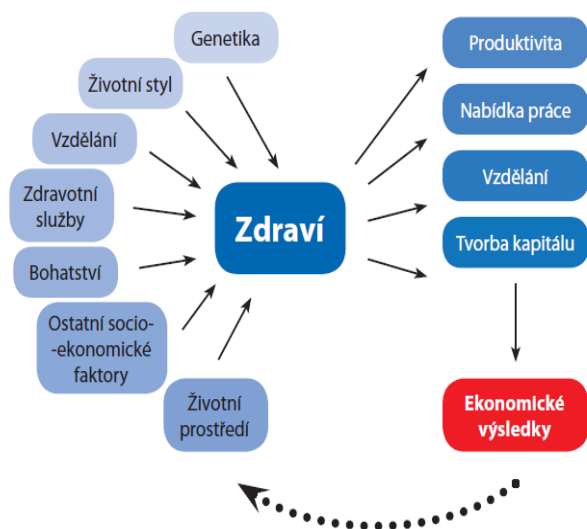 Genetika
Životní styl
Vzdělání
Zdravotní
služby
Bohatství
Ostatní socio-
-ekonomické
faktory
Životní
prostředí
Zdraví
Produktivita
Nabídka práce
Vzdělání
Tvorba kapitálu
Ekonomické
výsledky